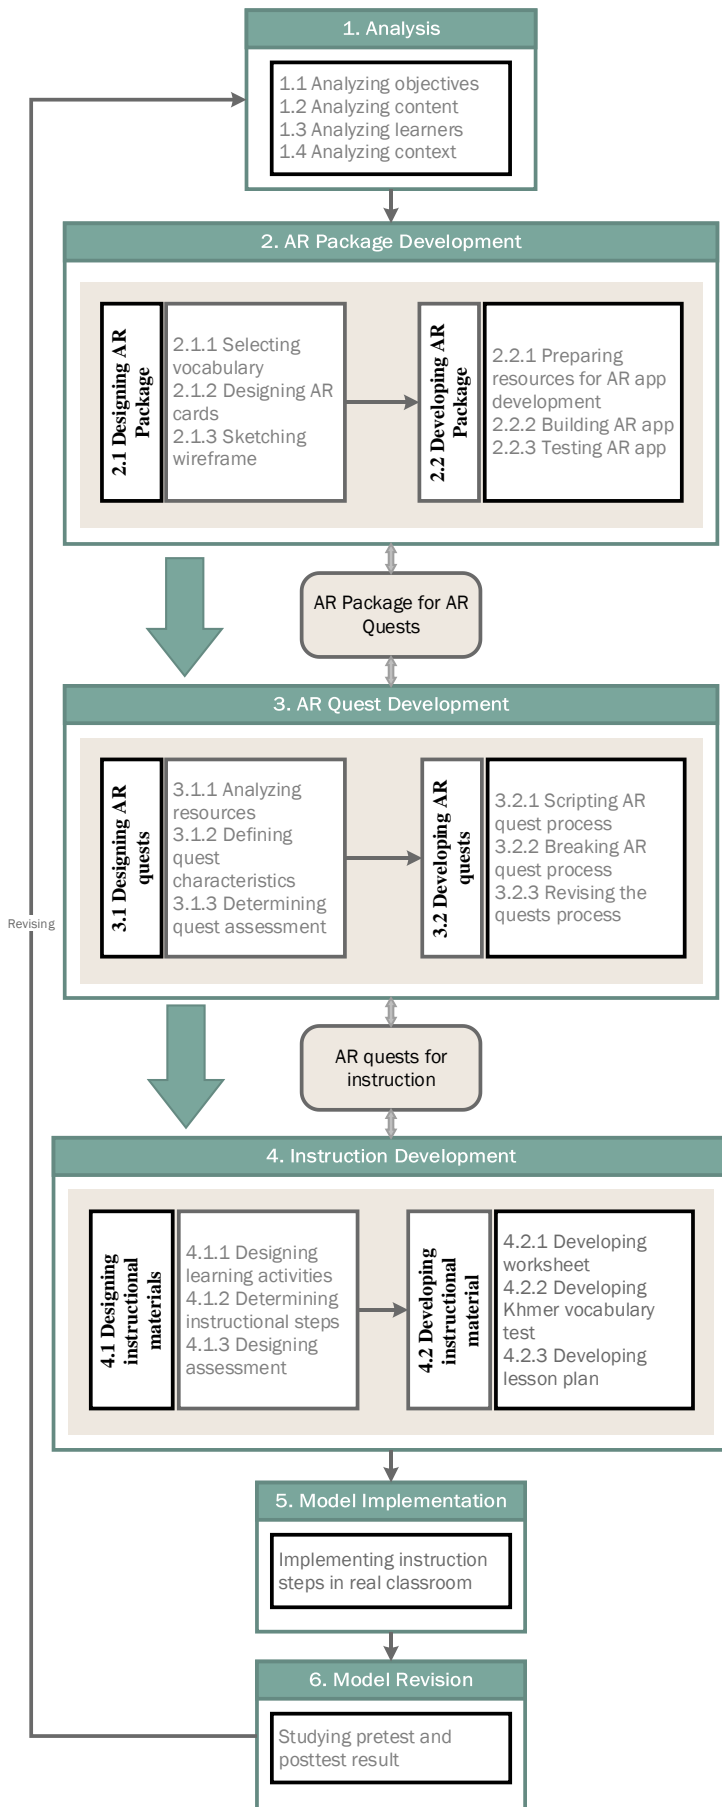 1. Analysis
1.1 Analyzing objectives
1.2 Analyzing content
1.3 Analyzing learners
1.4 Analyzing context
2. AR Package Development
2.1 Designing AR
Package
2.1.1 Selecting
vocabulary
2.1.2 Designing AR
cards
2.1.3 Sketching
wireframe
2.2 Developing AR
Package
2.2.1 Preparing
resources for AR app
development
2.2.2 Building AR app
2.2.3 Testing AR app
AR Package for AR
Quests
3. AR Quest Development
3.1 Designing AR
quests
3.1.1 Analyzing
resources
3.1.2 Defining
quest
characteristics
3.1.3 Determining
quest assessment
3.2 Developing AR
quests
3.2.1 Scripting AR
quest process
3.2.2 Breaking AR
quest process
3.2.3 Revising the
quests process
Revising
AR quests for
instruction
4. Instruction Development
4.1 Designing
instructional
materials
4.1.1 Designing
learning activities
4.1.2 Determining
instructional steps
4.1.3 Designing
assessment
4.2 Developing
instructional
material
4.2.1 Developing
worksheet
4.2.2 Developing
Khmer vocabulary
test
4.2.3 Developing
lesson plan
5. Model Implementation
Implementing instruction
steps in real classroom
6. Model Revision
Studying pretest and
posttest result